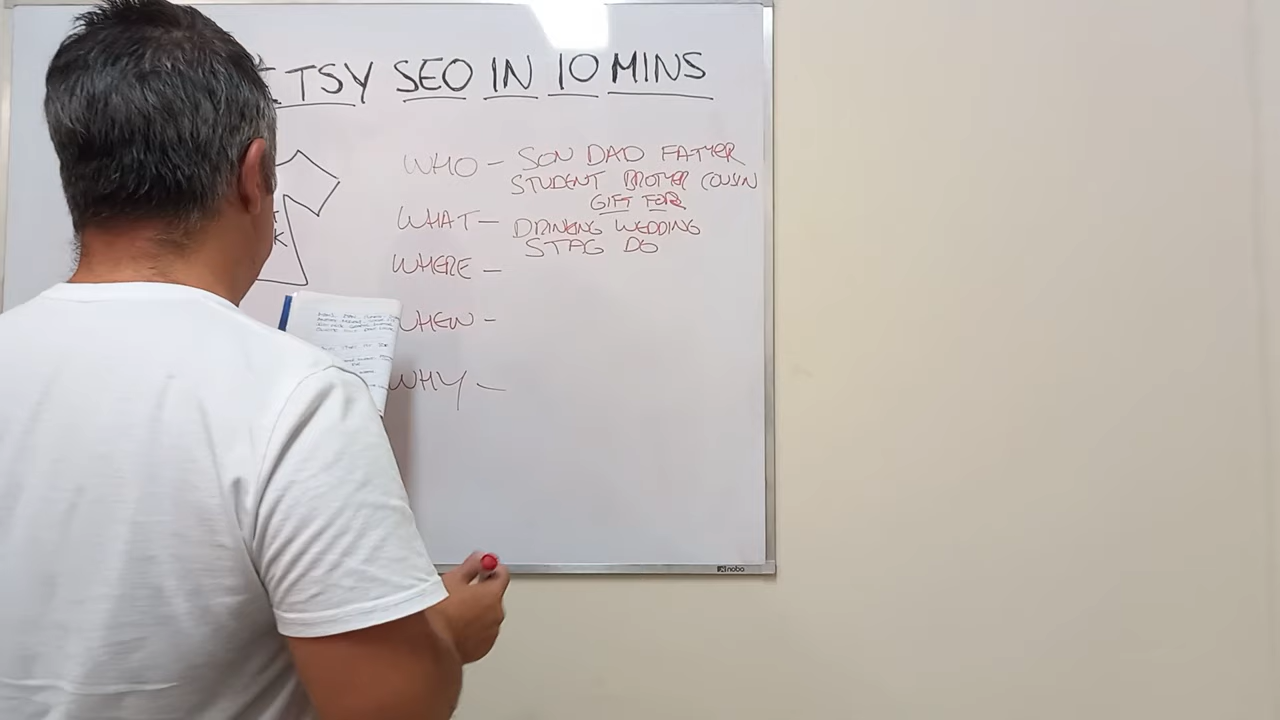 TSY SEO IN 10 MINS
WHO - SON DAD FATHER
STUDENT BROTHER COUSIN
GIFT FOR
WHAT - DRINKING WEDDING
STAG DO
WHERE -
WHEN -
WHY -
nobo